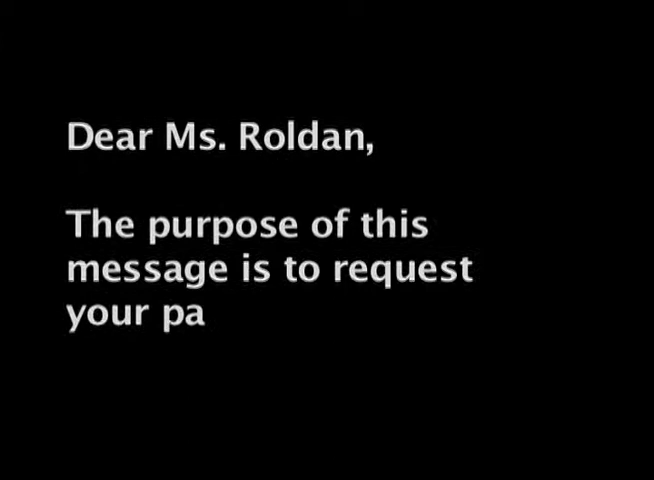 Dear Ms. Roldan,
The purpose of this
message is to request
your pa